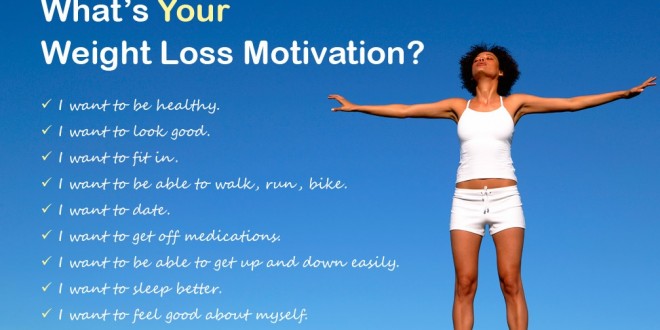 What's Your
Weight Loss Motivation?
✓ I want to be healthy.
✓ I want to look good.
✓ I want to fit in.
✓ I want to be able to walk, run, bike.
✓ I want to date.
✓ I want to get off medications.
✓ I want to be able to get up and down easily.
✓ I want to sleep better.
✓ I want to feel good about myself.